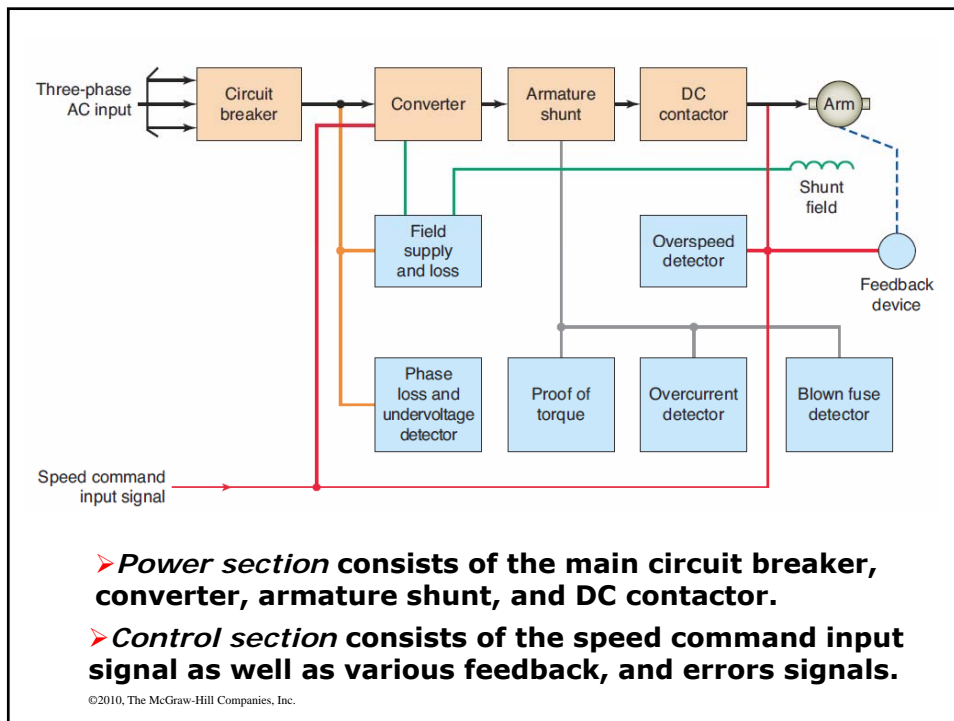 Three-phase
AC input
Circuit
breaker
Converter
Armature
shunt
DC
contactor
Arm
Shunt
field
Field
supply
and loss
Overspeed
detector
Feedback
device
Phase
loss and
undervoltage
detector
Proof of
torque
Overcurrent
detector
Blown fuse
detector
Speed command
input signal
➢Power section consists of the main circuit breaker,
converter, armature shunt, and DC contactor.
➢Control section consists of the speed command input
signal as well as various feedback, and errors signals.
©2010, The McGraw-Hill Companies, Inc.